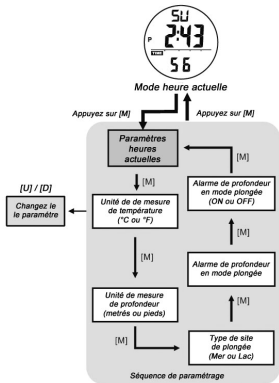 SU
P 2:43
TIME
56
Mode heure actuelle
Appuyez sur [M]
Appuyez sur [M]
Paramètres
heures
actuelles
[M]
Unité de de mesure
de température
(°C ou °F)
[U] / [D]
Changez le
le paramètre
[M]
Unité de mesure
de profondeur
(metrés ou pieds)
[M]
Type de site
de plongée
(Mer ou Lac)
[M]
Alarme de profondeur
en mode plongée
[M]
Alarme de profondeur
en mode plongée
(ON ou OFF)
[M]
Séquence de paramétrage